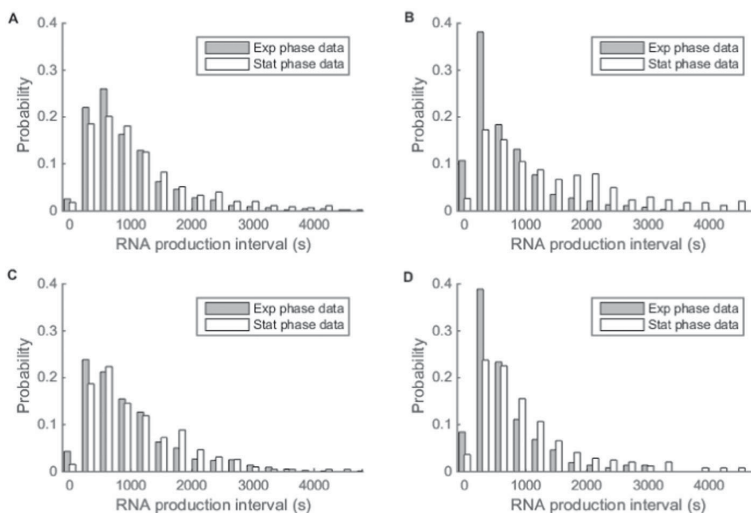 A
0.4
0.3
0.2
0.1
0
Probability
Exp phase data
Stat phase data
0 1000 2000 3000 4000
RNA production interval (s)
B
0.4
0.3
0.2
0.1
0
Probability
Exp phase data
Stat phase data
0 1000 2000 3000 4000
RNA production interval (s)
C
0.4
0.3
0.2
0.1
0
Probability
Exp phase data
Stat phase data
0 1000 2000 3000 4000
RNA production interval (s)
D
0.4
0.3
0.2
0.1
0
Probability
Exp phase data
Stat phase data
0 1000 2000 3000 4000
RNA production interval (s)